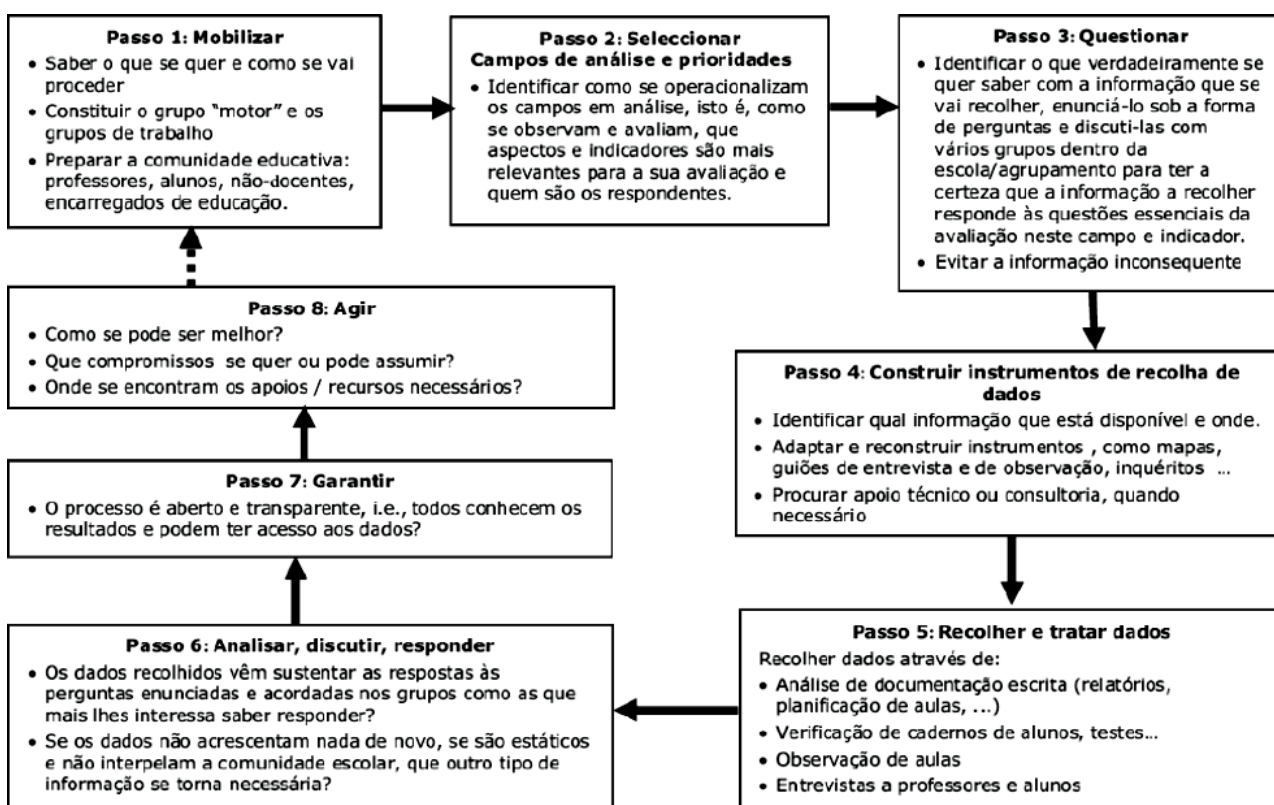 Passo 1: Mobilizar
• Saber o que se quer e como se vai
proceder
• Constituir o grupo “motor” e os
grupos de trabalho
• Preparar a comunidade educativa:
professores, alunos, não-docentes,
encarregados de educação.
Passo 2: Seleccionar
Campos de análise e prioridades
• Identificar como se operacionalizam
os campos em análise, isto é, como
se observam e avaliam, que
aspectos e indicadores são mais
relevantes para a sua avaliação e
quem são os respondentes.
Passo 3: Questionar
• Identificar o que verdadeiramente se
quer saber com a informação que se
vai recolher, enunciá-lo sob a forma
de perguntas e discuti-las com
vários grupos dentro da
escola/agrupamento para ter a
certeza que a informação a recolher
responde às questões essenciais da
avaliação neste campo e indicador.
• Evitar a informação inconsequente
Passo 4: Construir instrumentos de recolha de
dados
• Identificar qual informação que está disponível e onde.
• Adaptar e reconstruir instrumentos , como mapas,
guiões de entrevista e de observação, inquéritos ...
• Procurar apoio técnico ou consultoria, quando
necessário
Passo 5: Recolher e tratar dados
Recolher dados através de:
• Análise de documentação escrita (relatórios,
planificação de aulas, ...)
• Verificação de cadernos de alunos, testes...
• Observação de aulas
• Entrevistas a professores e alunos
Passo 6: Analisar, discutir, responder
• Os dados recolhidos vêm sustentar as respostas às
perguntas enunciadas e acordadas nos grupos como as que
mais lhes interessa saber responder?
• Se os dados não acrescentam nada de novo, se são estáticos
e não interpelam a comunidade escolar, que outro tipo de
informação se torna necessária?
Passo 7: Garantir
• O processo é aberto e transparente, i.e., todos conhecem os
resultados e podem ter acesso aos dados?
Passo 8: Agir
• Como se pode ser melhor?
• Que compromissos se quer ou pode assumir?
• Onde se encontram os apoios / recursos necessários?